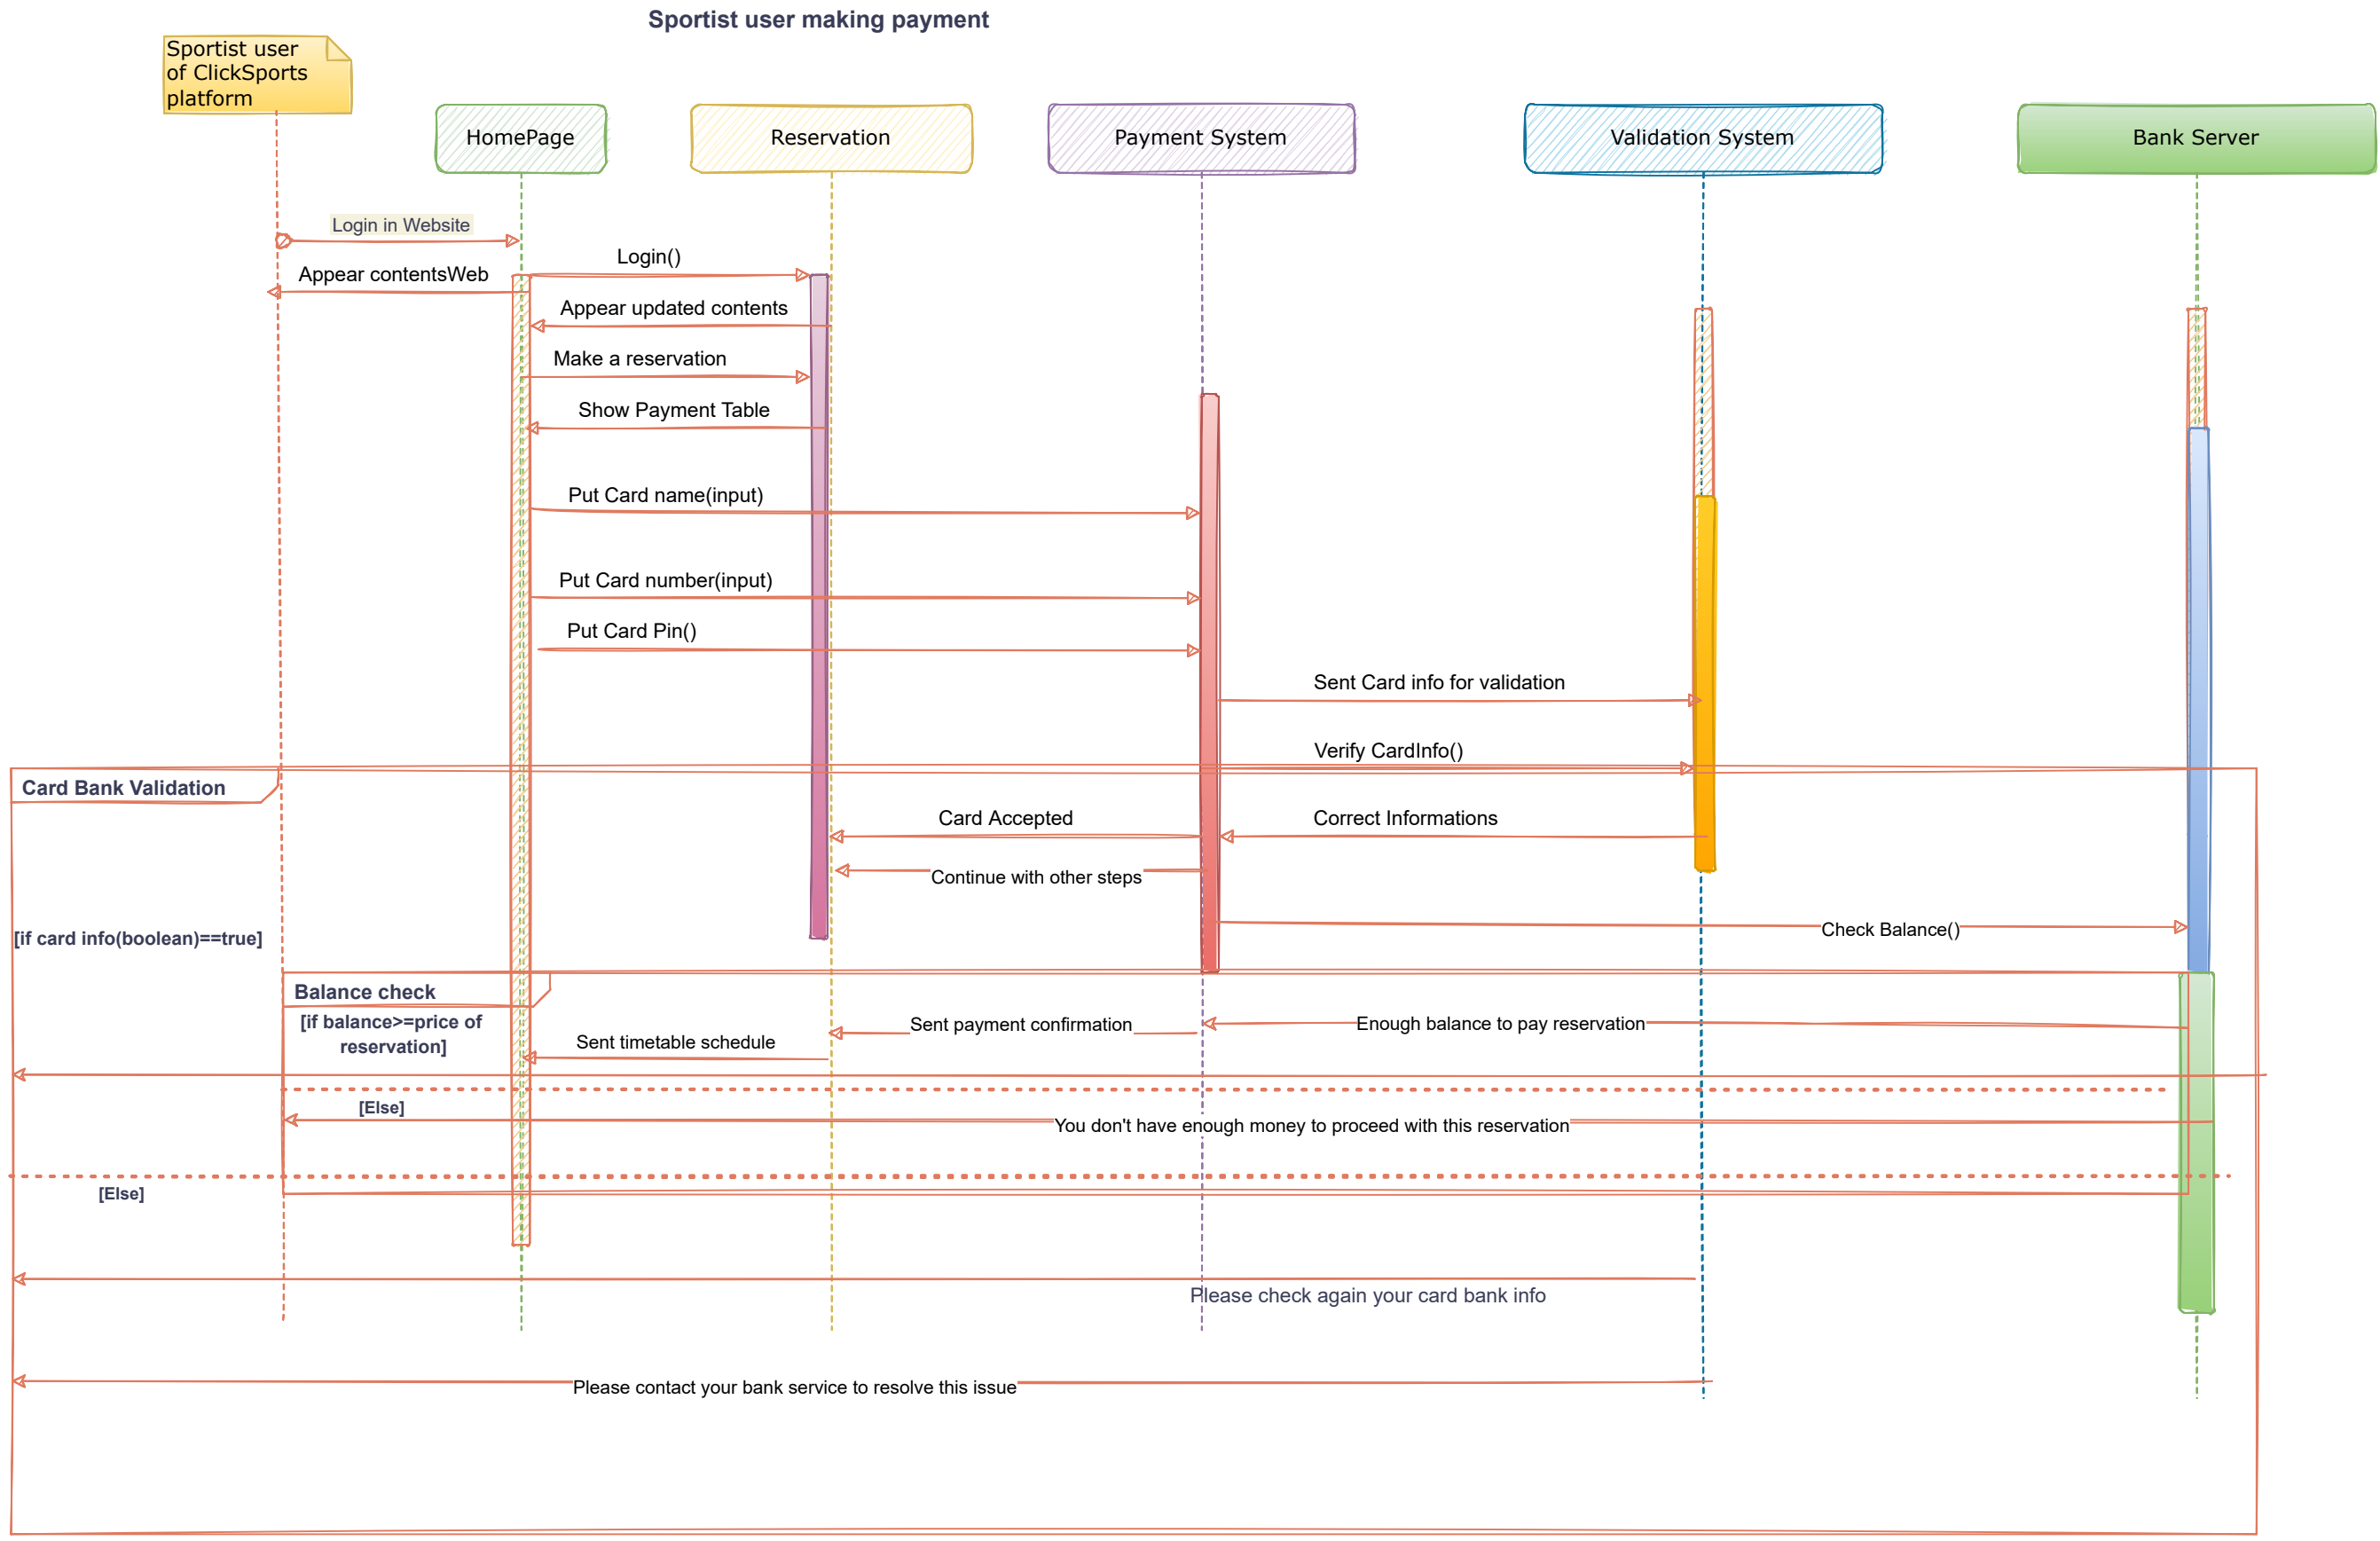 Sportist user making payment
Sportist user
of ClickSports
platform
HomePage
Reservation
Payment System
Validation System
Bank Server
Login in Website
Login()
Appear contentsWeb
Appear updated contents
Make a reservation
Show Payment Table
Put Card name(input)
Put Card number(input)
Put Card Pin()
Sent Card info for validation
Verify CardInfo()
Card Bank Validation
Card Accepted
Correct Informations
Continue with other steps
[if card info(boolean)==true]
Check Balance()
Balance check
[if balance>=price of
reservation]
Sent payment confirmation
Enough balance to pay reservation
Sent timetable schedule
[Else]
You don't have enough money to proceed with this reservation
[Else]
Please check again your card bank info
Please contact your bank service to resolve this issue